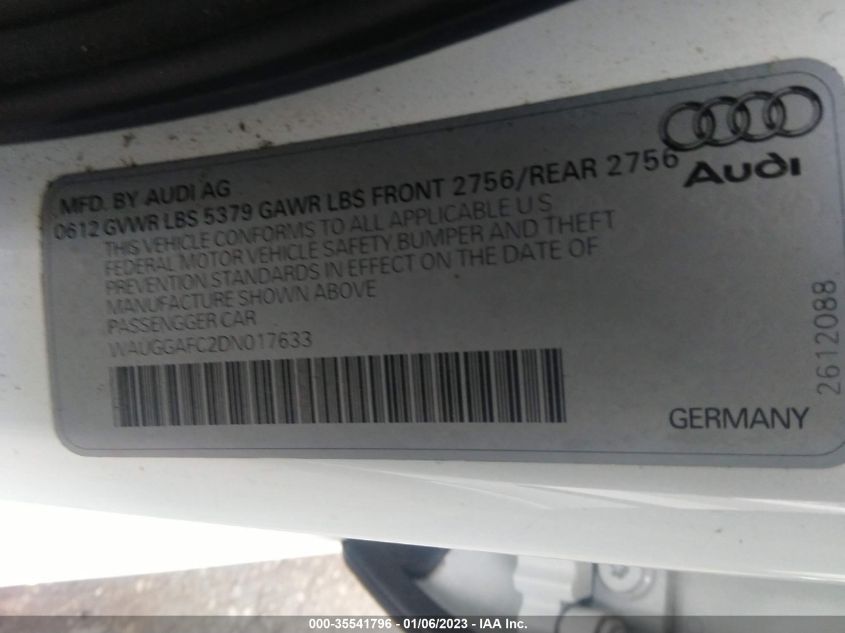 Audi
MFD. BY AUDI AG
0612 GVWR LBS 5379 GAWR LBS FRONT 2756/REAR 2756
THIS VEHICLE CONFORMS TO ALL APPLICABLE U S
FEDERAL MOTOR VEHICLE SAFETY BUMPER AND THEFT
PREVENTION STANDARDS IN EFFECT ON THE DATE OF
MANUFACTURE SHOWN ABOVE
PASSENGGER CAR
WAUGGAFC2DN017633
2612088
GERMANY
000-35541796 - 01/06/2023 - IAA Inc.